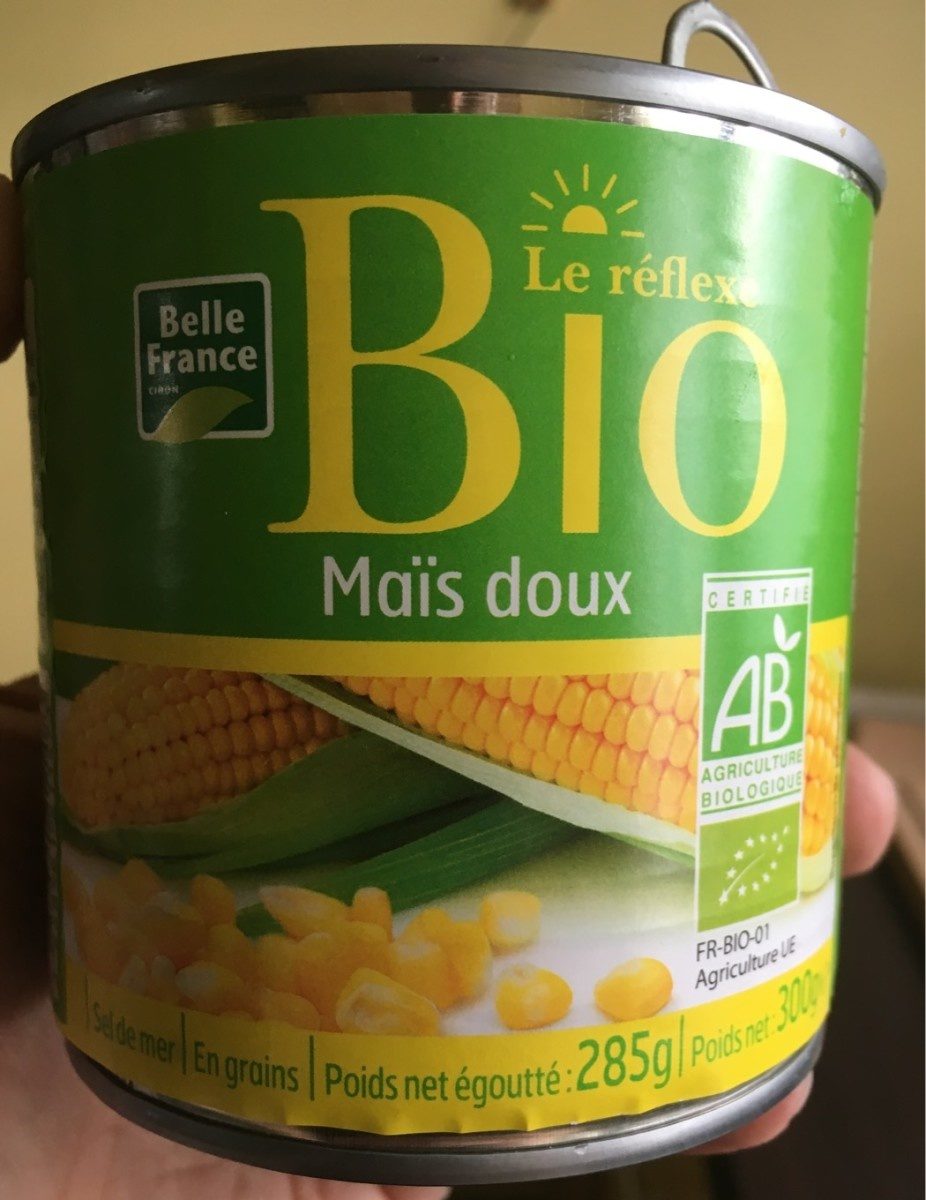 Le réflexe
Bio
Belle
France
CIRON
Maïs doux
CERTIFIÉ
AB
AGRICULTURE
BIOLOGIQUE
FR-BIO-01
Agriculture UE
Sel de mer | En grains | Poids net égoutté : 285g | Poids net : 300g